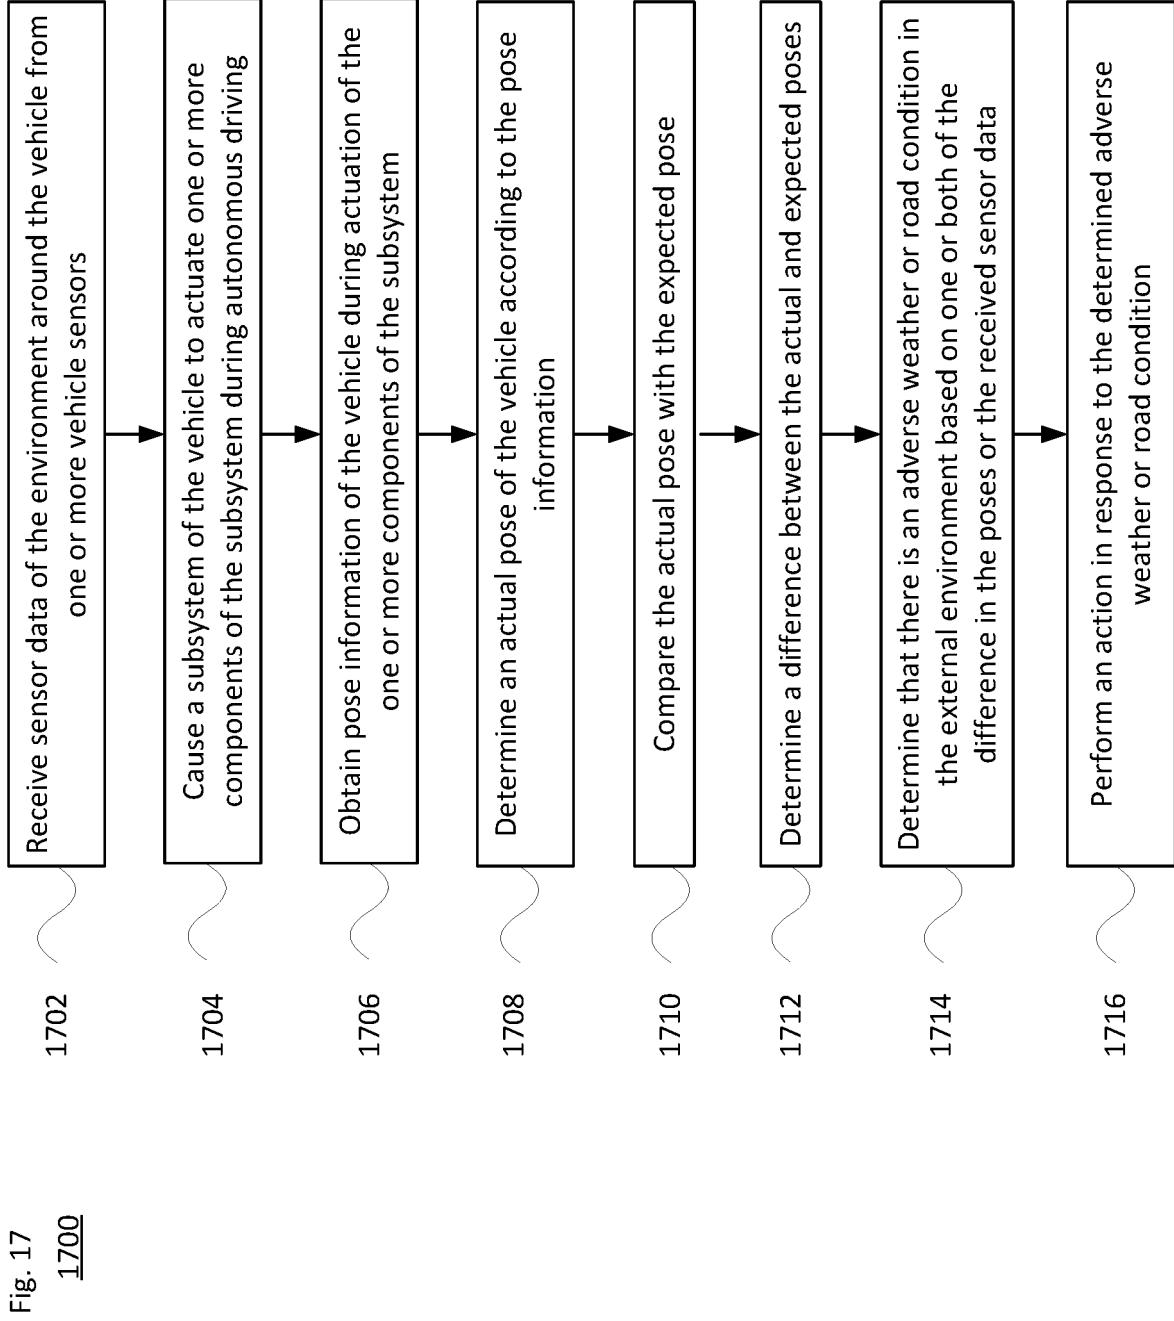 Fig. 17
1700
1702
Receive sensor data of the environment around the vehicle from
one or more vehicle sensors
1704
Cause a subsystem of the vehicle to actuate one or more
components of the subsystem during autonomous driving
1706
Obtain pose information of the vehicle during actuation of the
one or more components of the subsystem
1708
Determine an actual pose of the vehicle according to the pose
information
1710
Compare the actual pose with the expected pose
1712
Determine a difference between the actual and expected poses
1714
Determine that there is an adverse weather or road condition in
the external environment based on one or both of the
difference in the poses or the received sensor data
1716
Perform an action in response to the determined adverse
weather or road condition